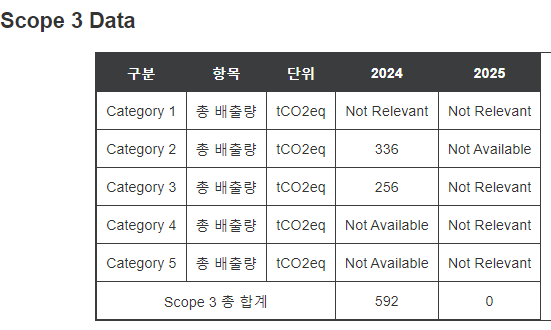 Scope 3 Data
구분 항목 단위 2024 2025
Category 1 총 배출량 tCO2eq Not Relevant Not Relevant
Category 2 총 배출량 tCO2eq 336 Not Available
Category 3 총 배출량 tCO2eq 256 Not Relevant
Category 4 총 배출량 tCO2eq Not Available Not Relevant
Category 5 총 배출량 tCO2eq Not Available Not Relevant
Scope 3 총 합계 592 0